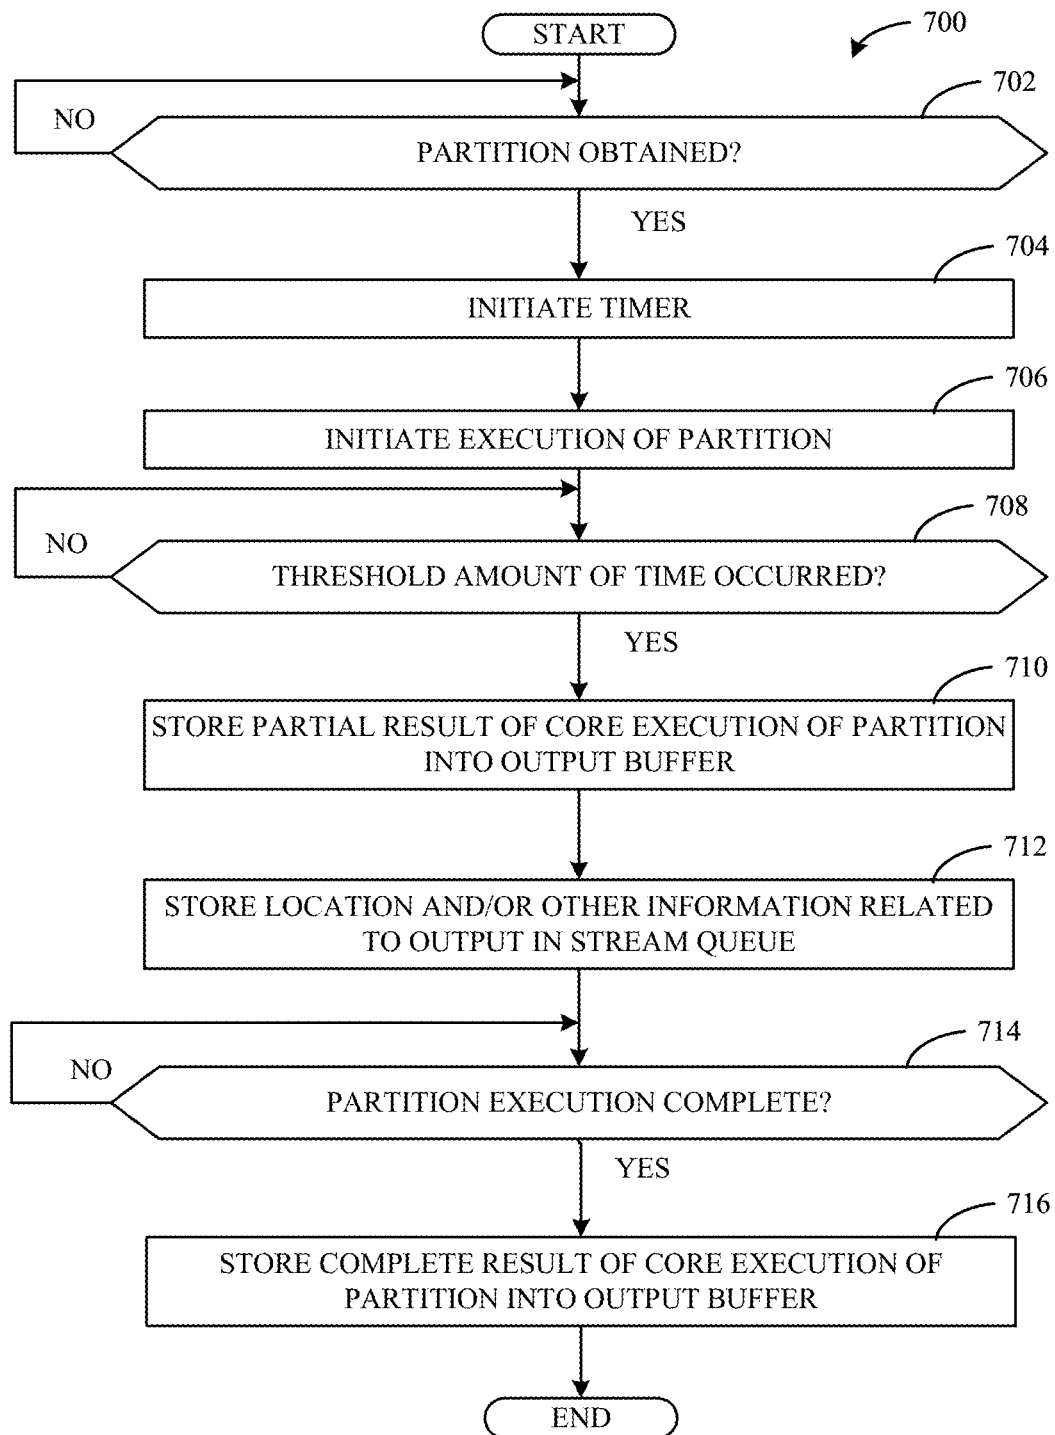 START
700
702
NO
PARTITION OBTAINED?
YES
704
INITIATE TIMER
706
INITIATE EXECUTION OF PARTITION
708
NO
THRESHOLD AMOUNT OF TIME OCCURRED?
YES
710
STORE PARTIAL RESULT OF CORE EXECUTION OF PARTITION
INTO OUTPUT BUFFER
712
STORE LOCATION AND/OR OTHER INFORMATION RELATED
TO OUTPUT IN STREAM QUEUE
714
NO
PARTITION EXECUTION COMPLETE?
YES
716
STORE COMPLETE RESULT OF CORE EXECUTION OF
PARTITION INTO OUTPUT BUFFER
END